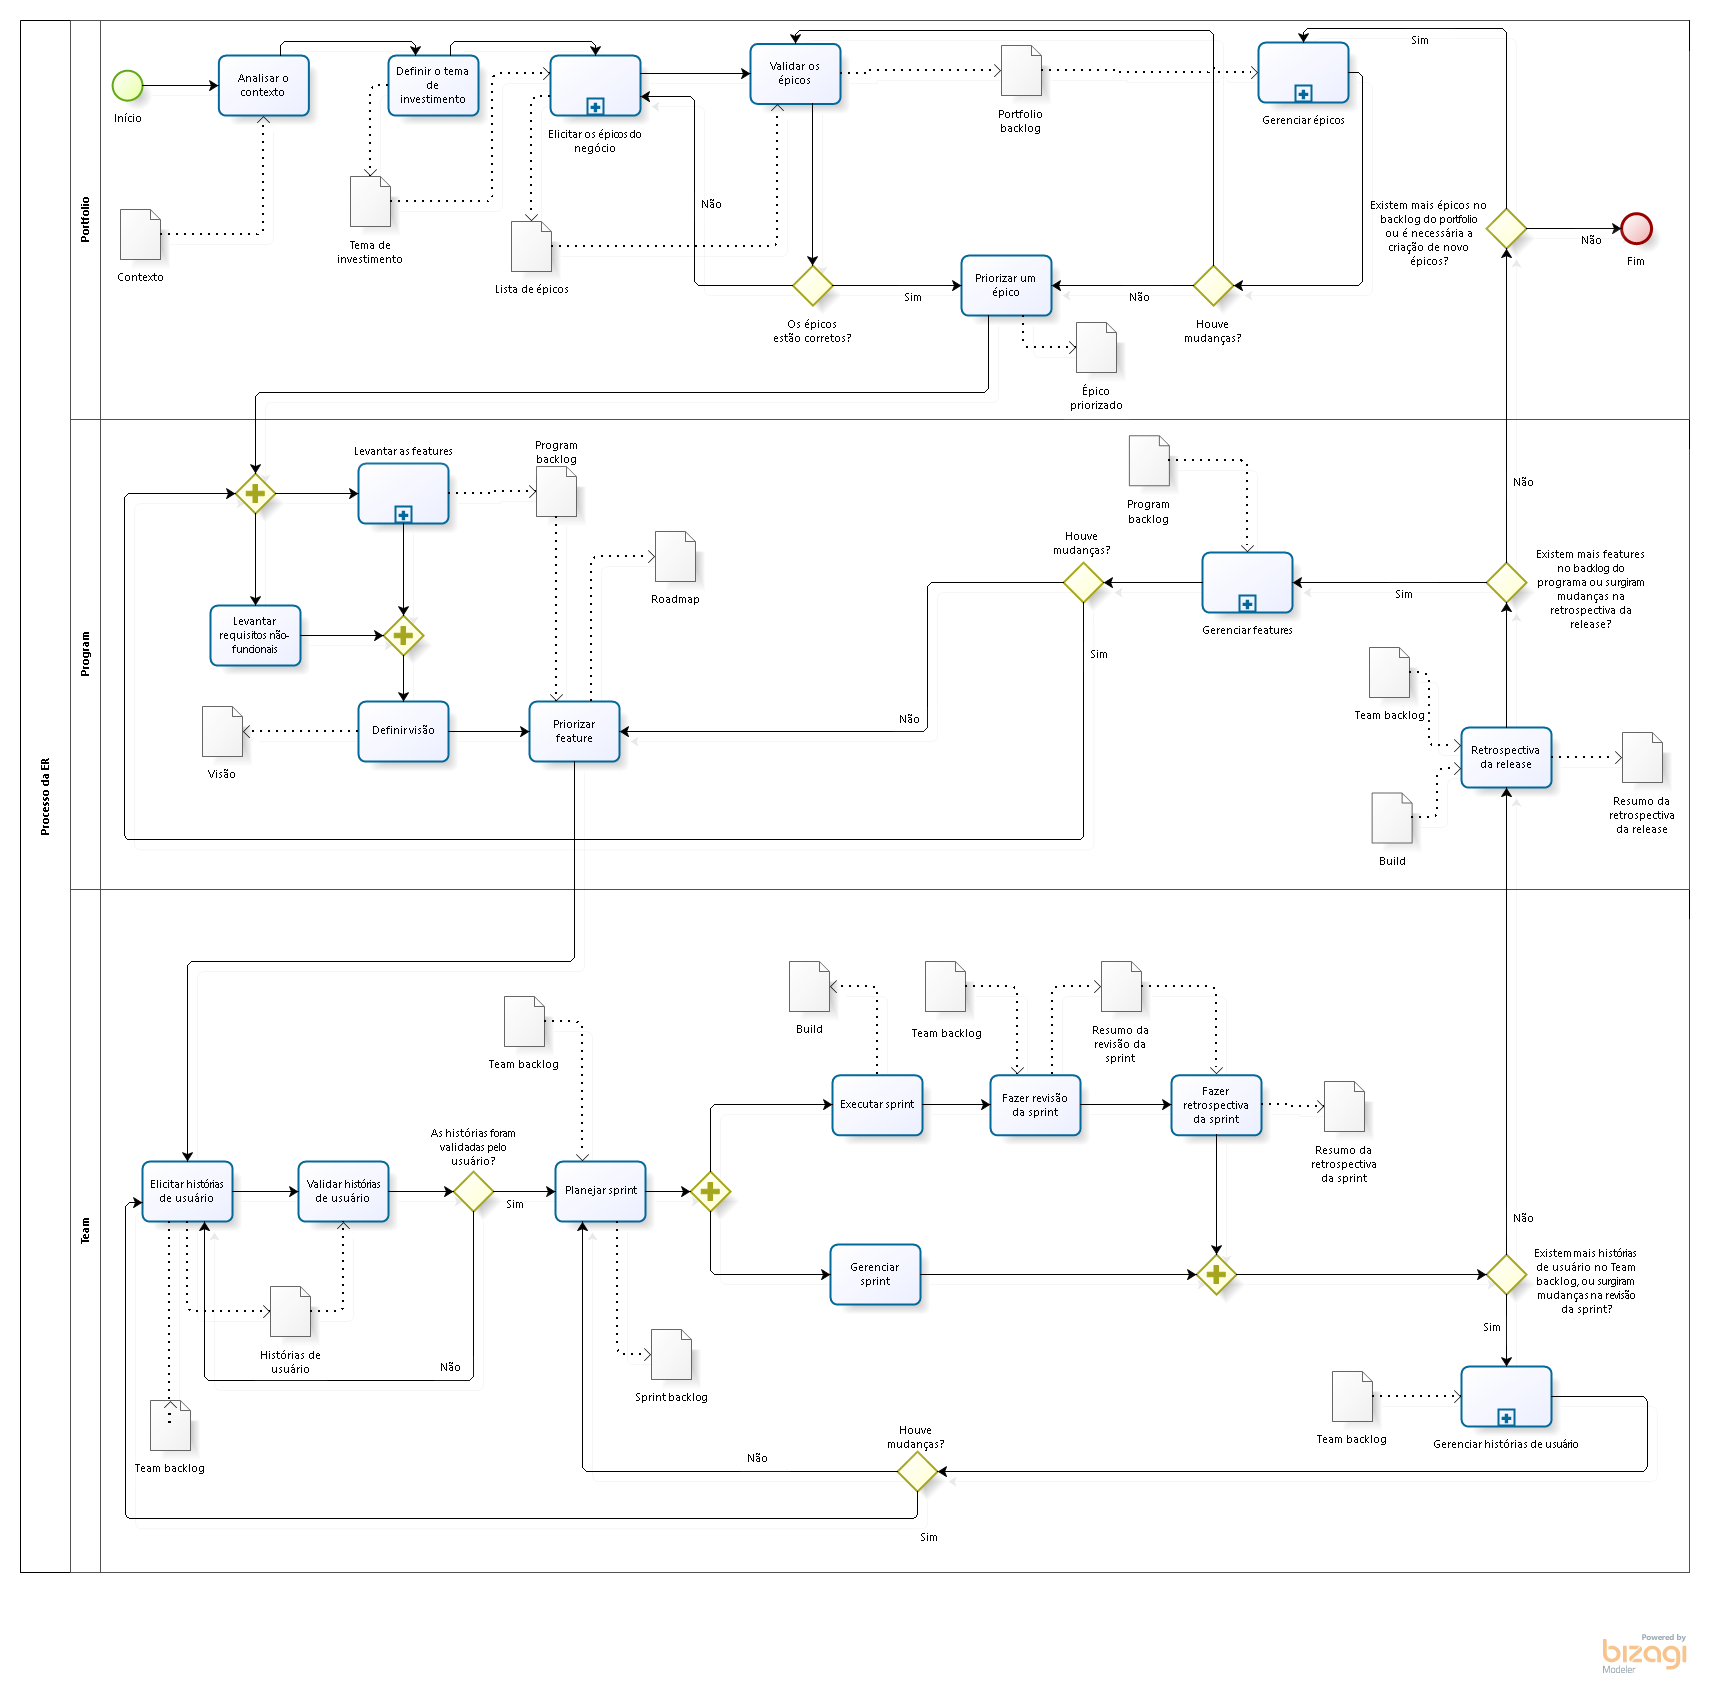 Processo da ER
Portfolio
Início
Analisar o
contexto
Contexto
Definir o tema
de
investimento
Tema de
investimento
Elicitar os épicos do
negócio
Lista de épicos
Validar os
épicos
Não
Os épicos
estão corretos?
Sim
Portfolio
backlog
Priorizar um
épico
Épico
priorizado
Não
Houve
mudanças?
Gerenciar épicos
Sim
Existem mais épicos no
backlog do portfolio
ou é necessária a
criação de novo
épicos?
Não
Fim
Program
Levantar as features
Program
backlog
Roadmap
Levantar
requisitos não-
funcionais
Definir visão
Visão
Priorizar
feature
Não
Houve
mudanças?
Sim
Program
backlog
Gerenciar features
Sim
Não
Existem mais features
no backlog do
programa ou surgiram
mudanças na
retrospectiva da
release?
Team backlog
Build
Retrospectiva
da release
Resumo da
retrospectiva
da release
Team
Elicitar histórias
de usuário
Validar histórias
de usuário
As histórias foram
validadas pelo
usuário?
Sim
Não
Histórias de
usuário
Team backlog
Team backlog
Planejar sprint
Sprint backlog
Build
Executar sprint
Team backlog
Fazer revisão
da sprint
Resumo da
revisão da
sprint
Fazer
retrospectiva
da sprint
Resumo da
retrospectiva
da sprint
Gerenciar
sprint
Não
Existem mais histórias
de usuário no Team
backlog, ou surgiram
mudanças na revisão
da sprint?
Sim
Team backlog
Gerenciar histórias de usuário
Houve
mudanças?
Não
Sim
Powered by
bizagi
Modeler